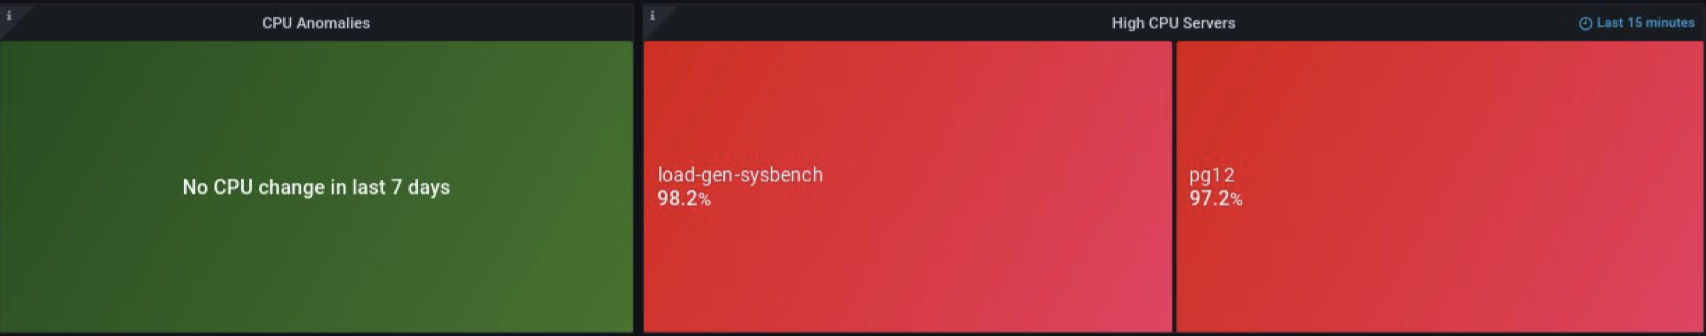 CPU Anomalies
No CPU change in last 7 days
High CPU Servers
Last 15 minutes
load-gen-sysbench
98.2%
pg12
97.2%